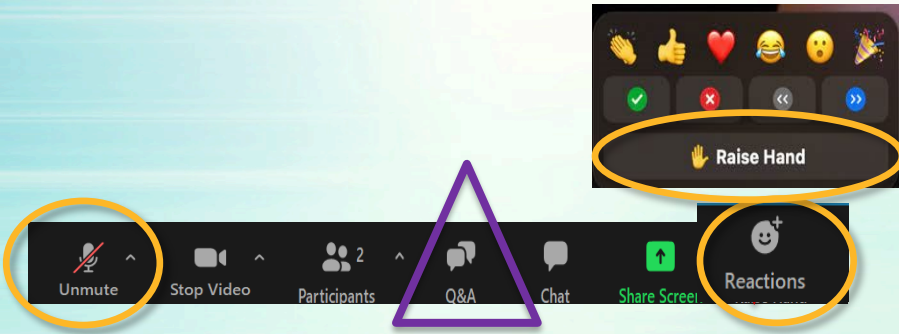 Raise Hand
Unmute
Stop Video
2
Participants
Q&A
Chat
Share Screen
Reactions